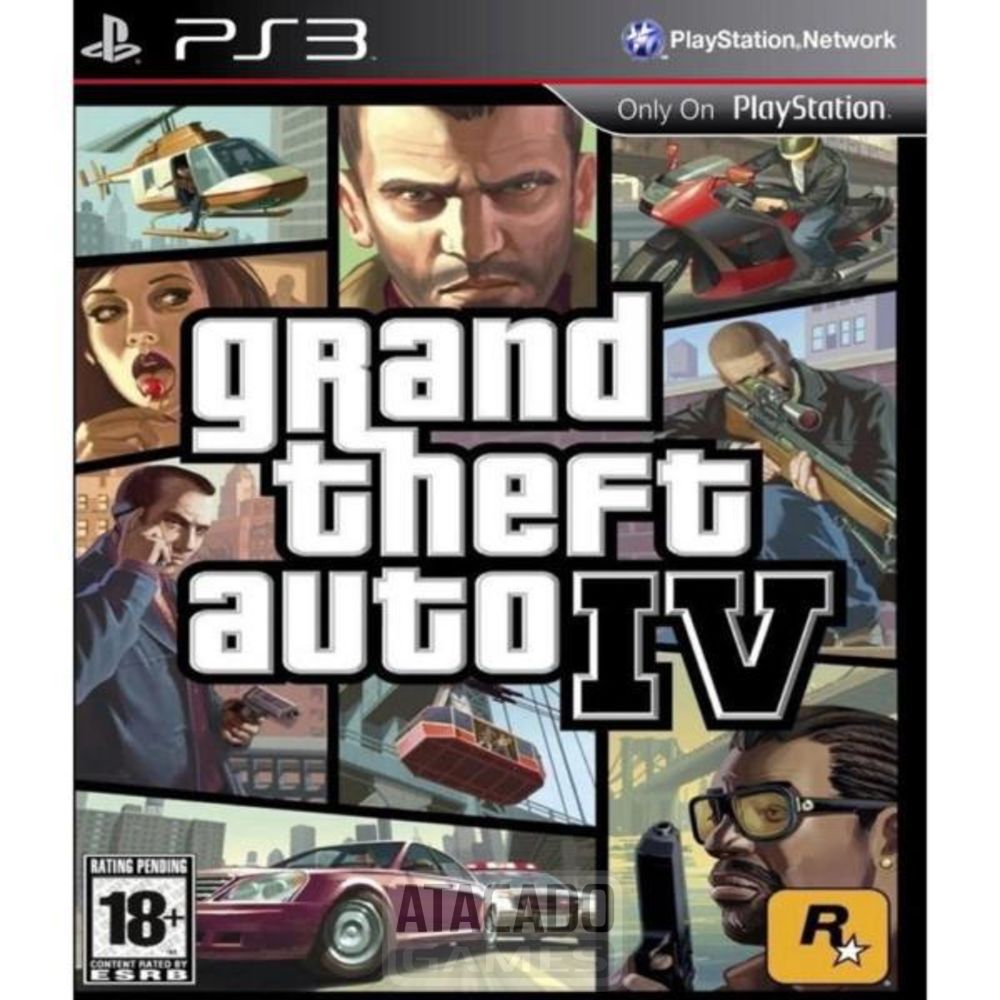 PS3
PlayStation®Network
Only On PlayStation®
grand
theft
auto IV
™
RATING PENDING
18+
CONTENT RATED BY
ESRB
ATACADO
GAMES
R